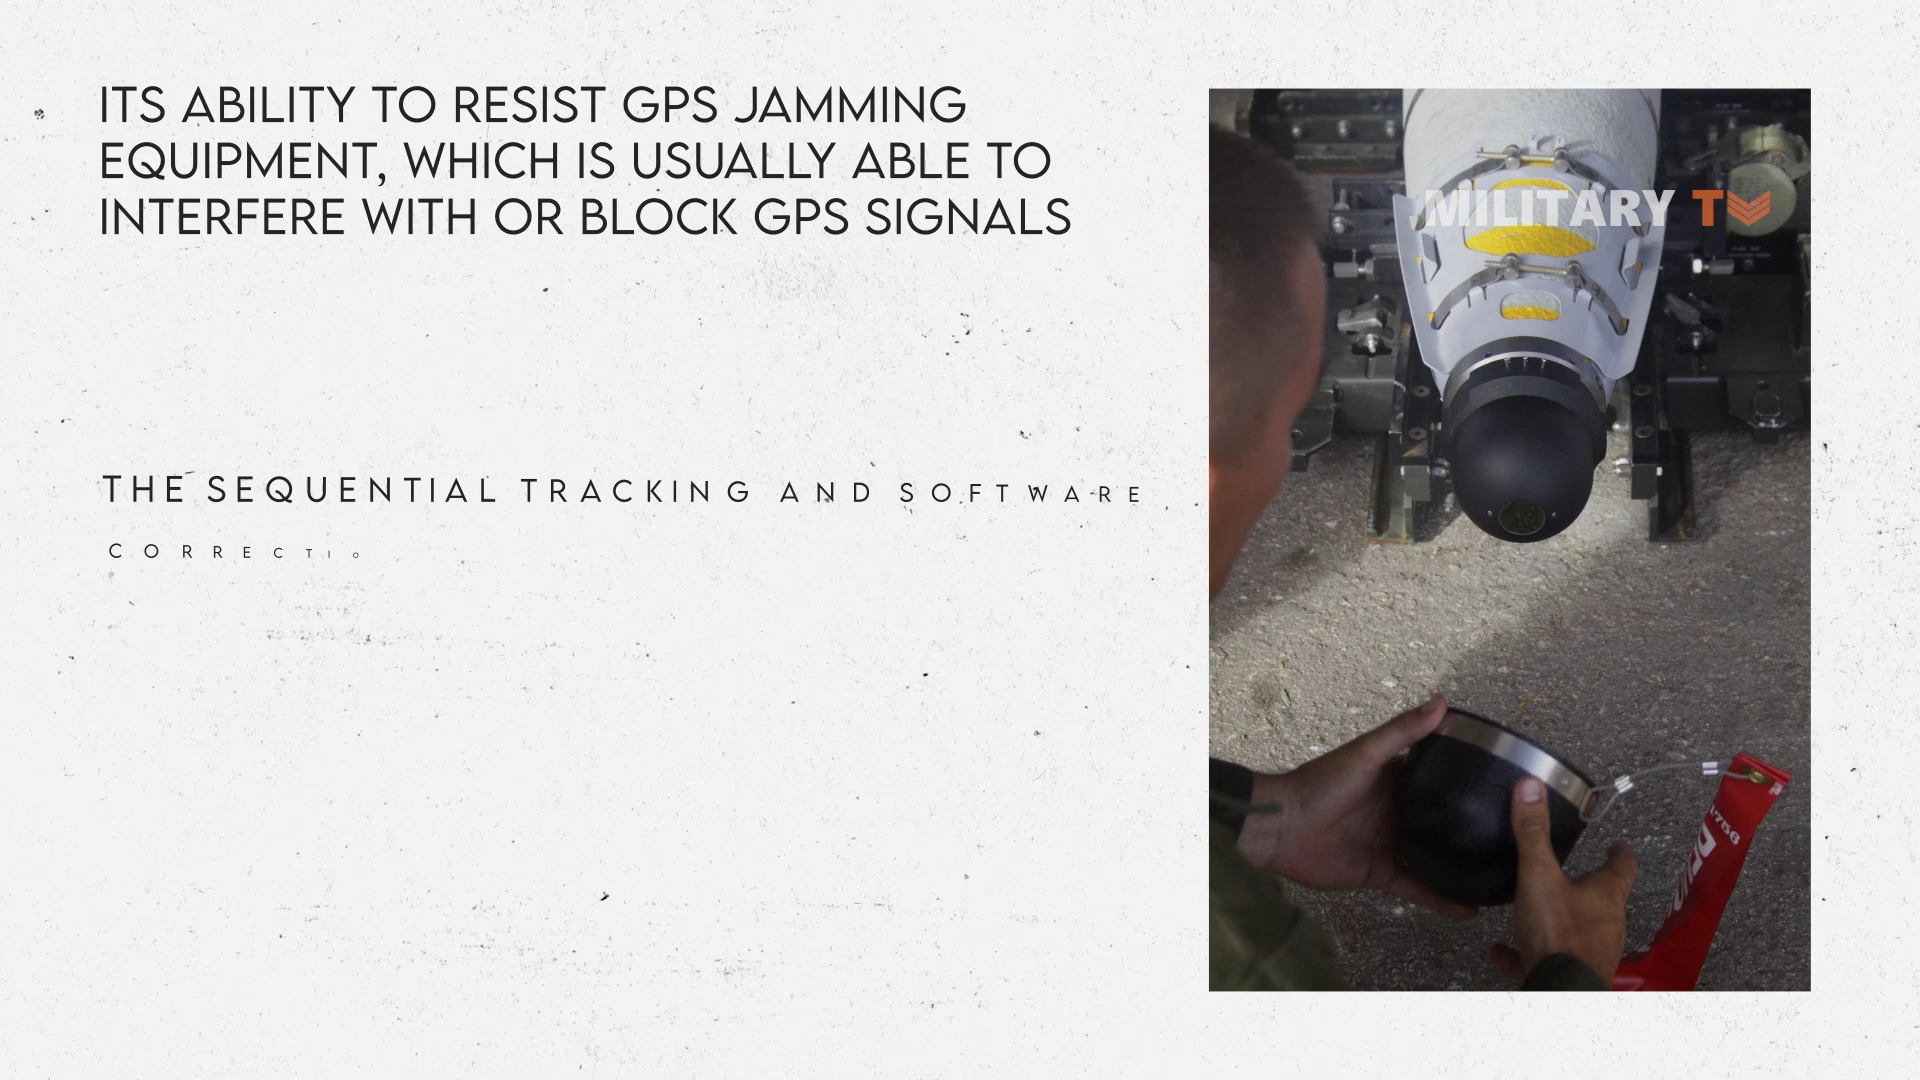 ITS ABILITY TO RESIST GPS JAMMING
EQUIPMENT, WHICH IS USUALLY ABLE TO
INTERFERE WITH OR BLOCK GPS SIGNALS
MILITARY TV
THE SEQUENTIAL TRACKING AND SOFTWARE
CORRECTIO